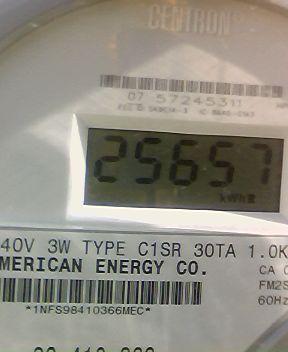 CENTRON
07 57245311
25657
kWh
40V 3W TYPE C1SR 30TA 1.0K
MERICAN ENERGY CO.
CA 0
FM2S
60Hz
*1NFS98410366MEC*